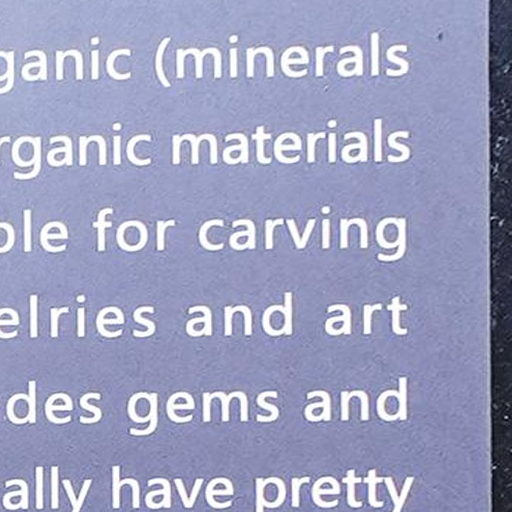 ganic (minerals
rganic materials
ble for carving
elries and art
des gems and
ally have pretty